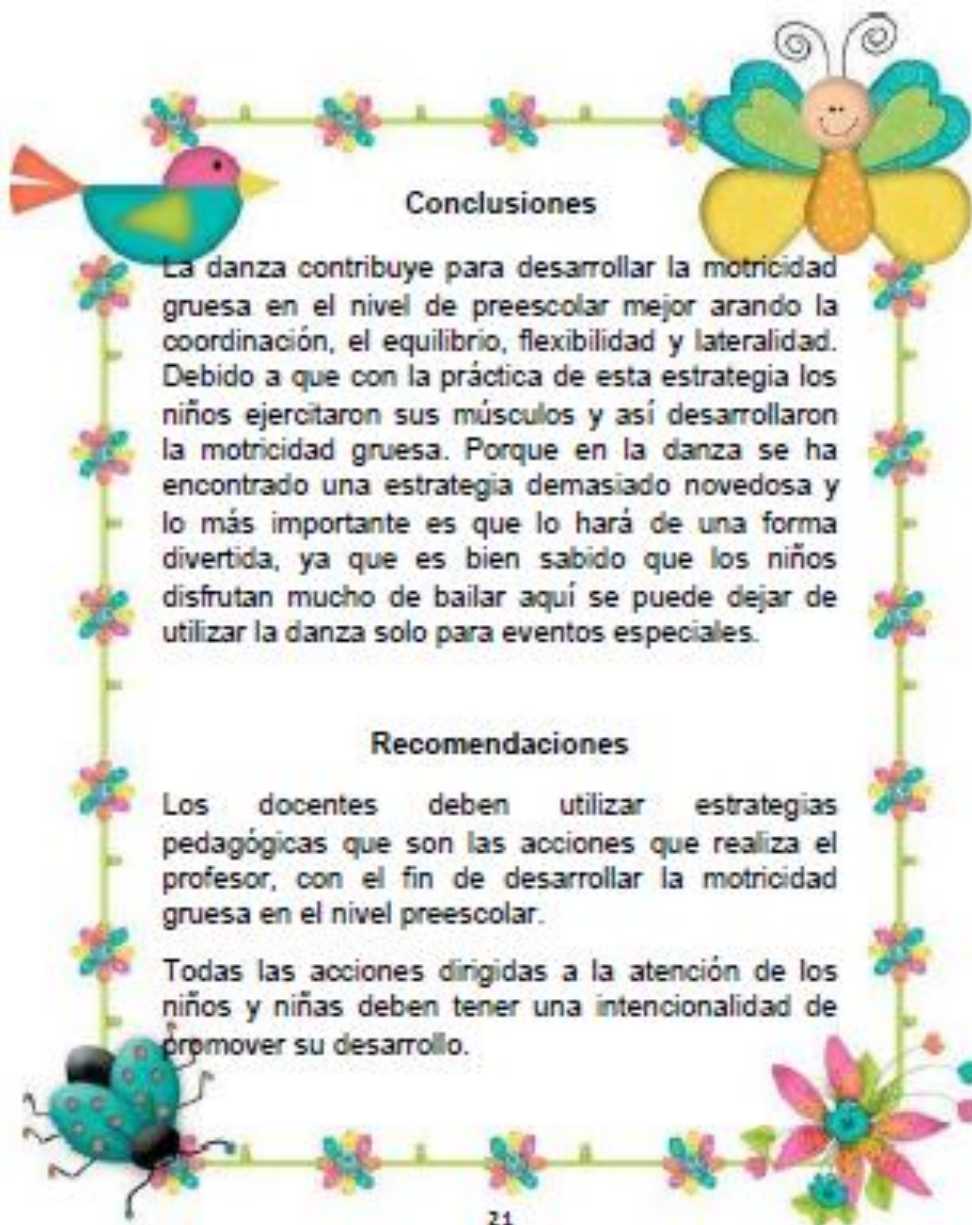 Conclusiones
La danza contribuye para desarrollar la motricidad
gruesa en el nivel de preescolar mejor arando la
coordinación, el equilibrio, flexibilidad y lateralidad.
Debido a que con la práctica de esta estrategia los
niños ejercitaron sus músculos y así desarrollaron
la motricidad gruesa. Porque en la danza se ha
encontrado una estrategia demasiado novedosa y
lo más importante es que lo hará de una forma
divertida, ya que es bien sabido que los niños
disfrutan mucho de bailar aquí se puede dejar de
utilizar la danza solo para eventos especiales.
Recomendaciones
Los docentes deben utilizar estrategias
pedagógicas que son las acciones que realiza el
profesor, con el fin de desarrollar la motricidad
gruesa en el nivel preescolar.
Todas las acciones dirigidas a la atención de los
niños y niñas deben tener una intencionalidad de
promover su desarrollo.
21